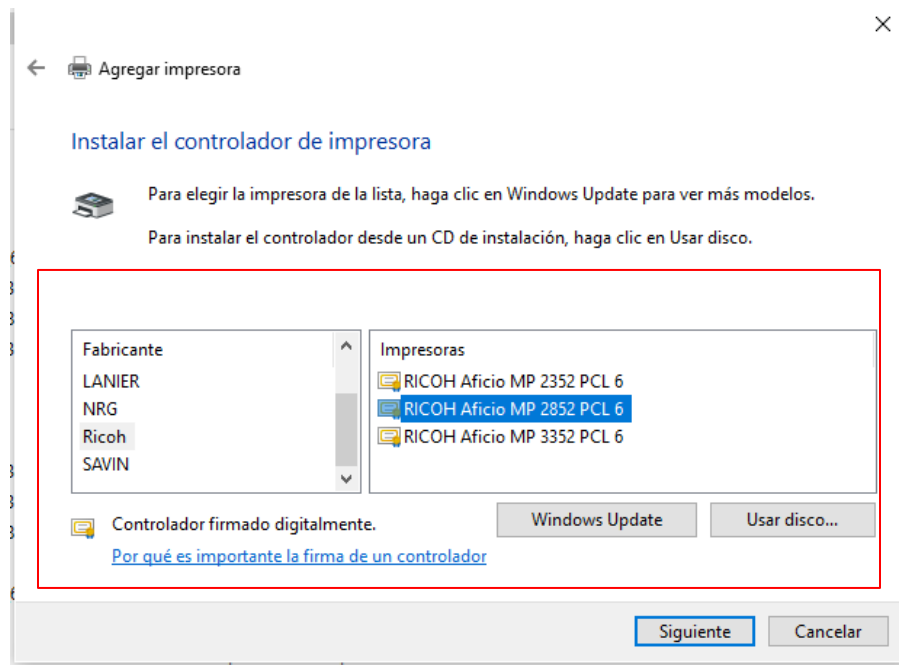 Agregar impresora
Instalar el controlador de impresora
Para elegir la impresora de la lista, haga clic en Windows Update para ver más modelos.
Para instalar el controlador desde un CD de instalación, haga clic en Usar disco.
Fabricante
LANIER
NRG
Ricoh
SAVIN
Impresoras
RICOH Aficio MP 2352 PCL 6
RICOH Aficio MP 2852 PCL 6
RICOH Aficio MP 3352 PCL 6
Controlador firmado digitalmente.
Por qué es importante la firma de un controlador
Windows Update
Usar disco...
Siguiente
Cancelar